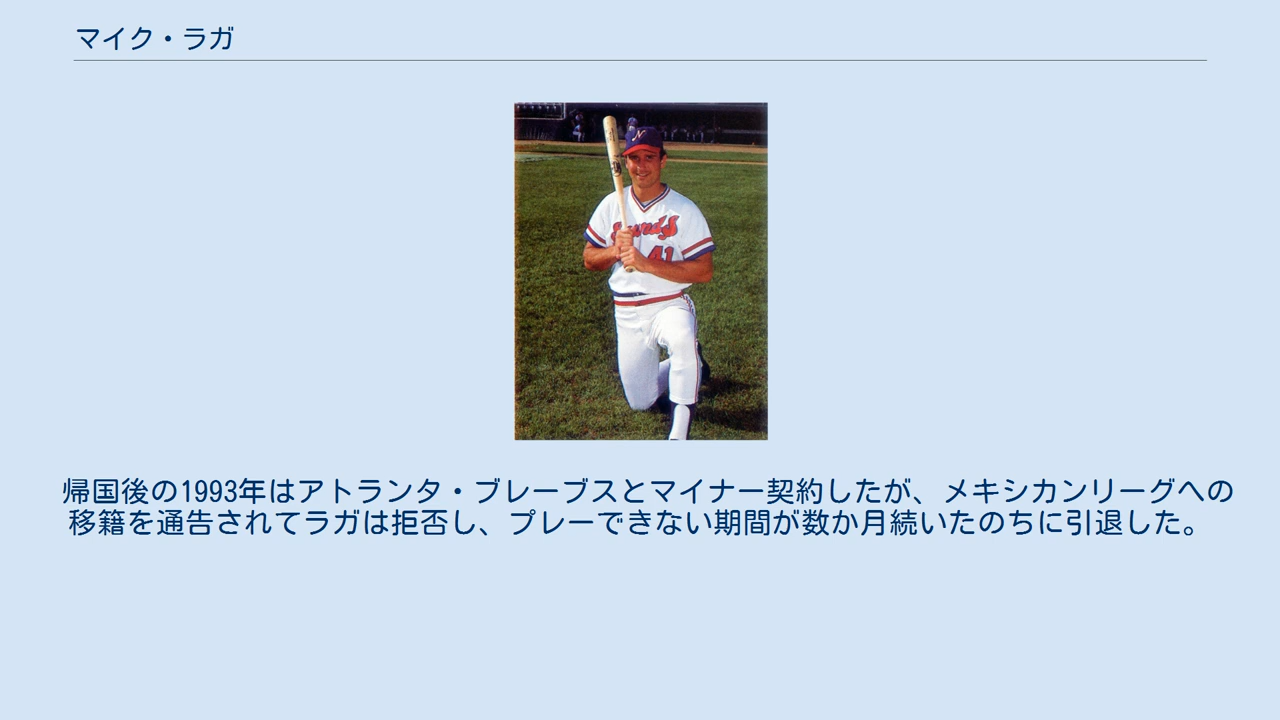 マイク・ラガ
N
Sounds
41
帰国後の1993年はアトランタ・ブレーブスとマイナー契約したが、メキシカンリーグへの
移籍を通告されてラガは拒否し、プレーできない期間が数か月続いたのちに引退した。